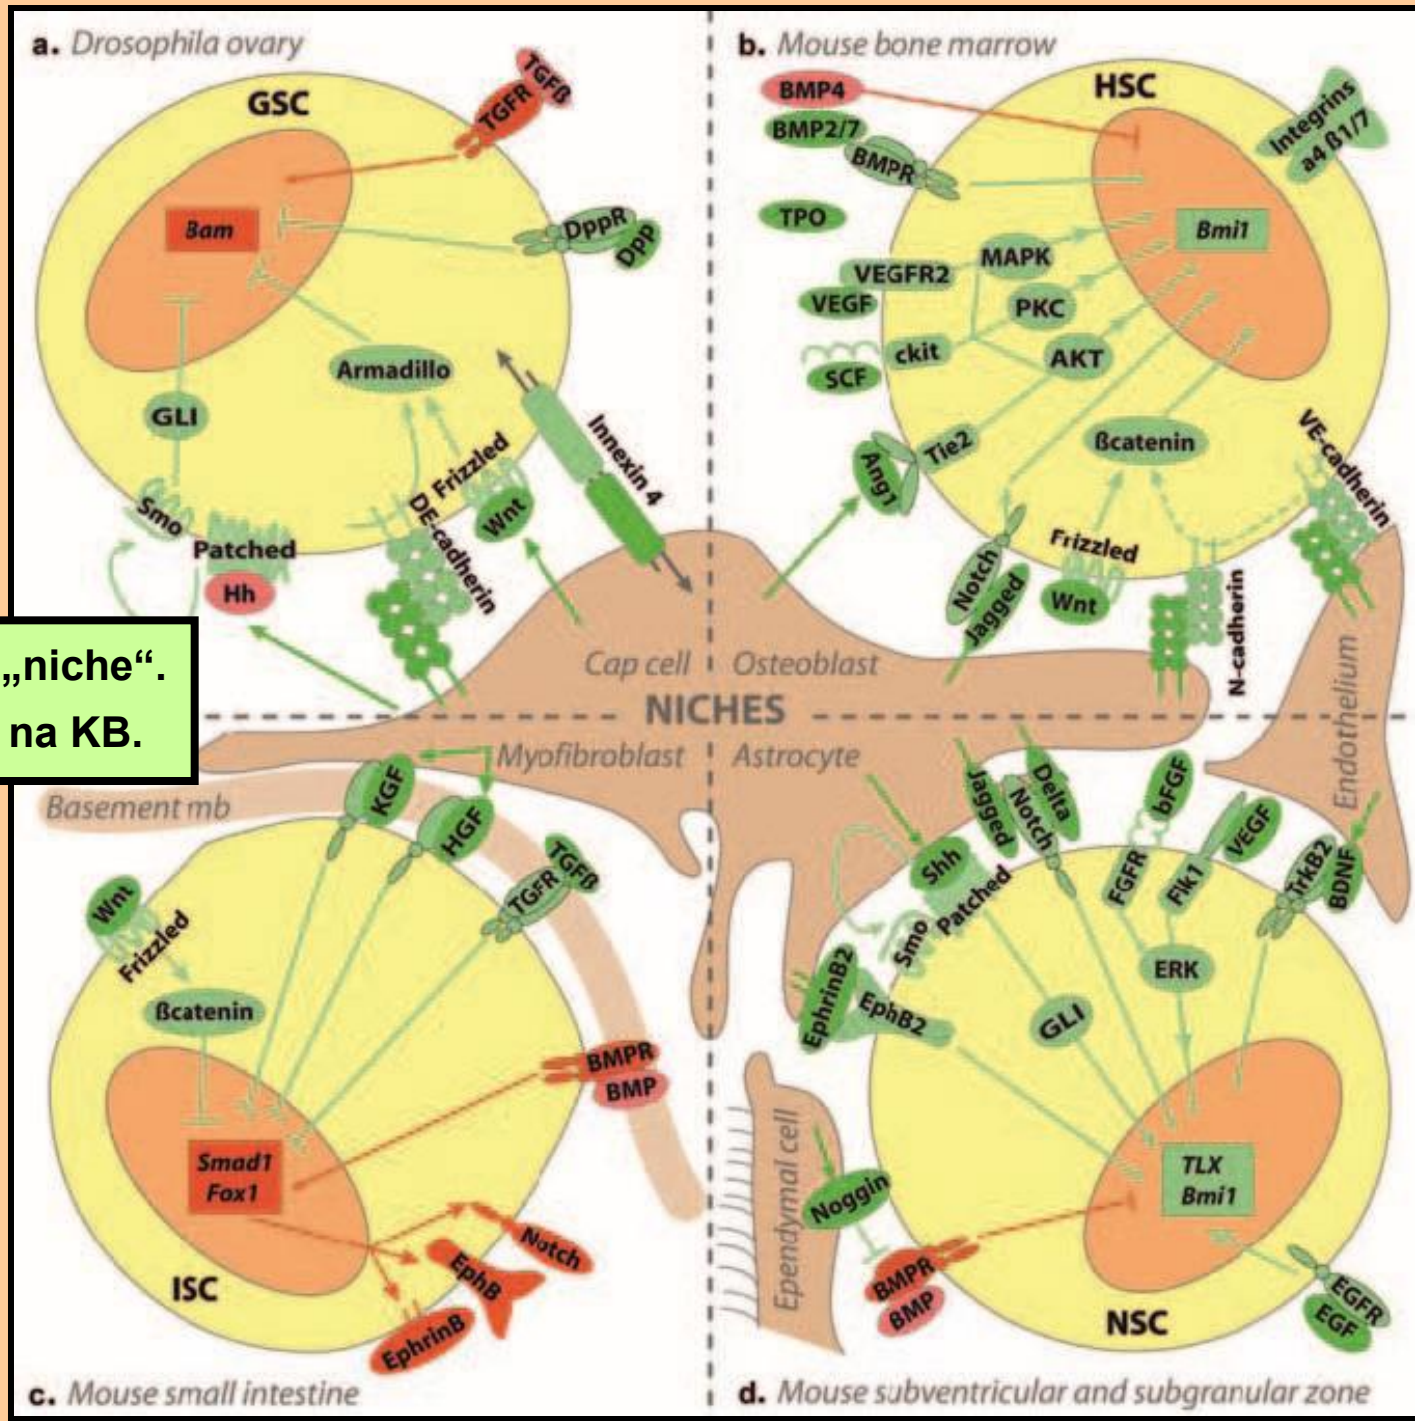 a. Drosophila ovary
GSC
TGFß
TGFR
Bam
DppR
Dpp
Armadillo
GLI
Smo
Patched
Hh
Frizzled
Wnt
DE-cadherin
Innexin 4
Cap cell
b. Mouse bone marrow
HSC
BMP4
BMP2/7
BMPR
Integrins
a4 ß1/7
TPO
Bmi1
MAPK
VEGFR2
VEGF
PKC
ckit
SCF
AKT
Tie2
Ang1
ßcatenin
VE-cadherin
Frizzled
Notch
Jagged
Wnt
N-cadherin
Osteoblast
Endothelium
„niche“.
na KB.
NICHES
Myofibroblast
Basement mb
KGF
HGF
TGFR
TGFß
Wnt
Frizzled
ßcatenin
BMPR
BMP
Smad1
Fox1
Notch
EphB
EphrinB
ISC
c. Mouse small intestine
Astrocyte
Jagged
Notch
Delta
bFGF
FGFR
VEGF
Flk1
TrkB2
BDNF
Shh
Patched
Smo
EphrinB2
EphB2
GLI
ERK
Ependymal cell
Noggin
BMPR
BMP
TLX
Bmi1
EGFR
EGF
NSC
d. Mouse subventricular and subgranular zone